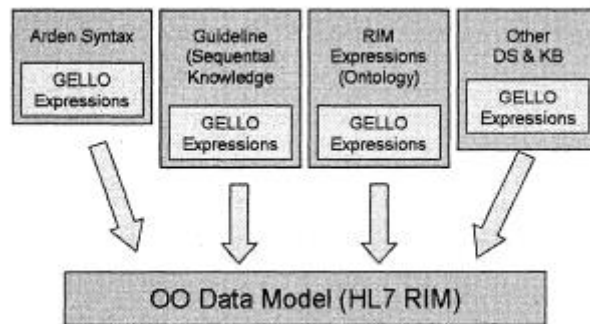 Arden Syntax
GELLO
Expressions
Guideline
(Sequential
Knowledge
GELLO
Expressions
RIM
Expressions
(Ontology)
GELLO
Expressions
Other
DS & KB
GELLO
Expressions
OO Data Model (HL7 RIM)